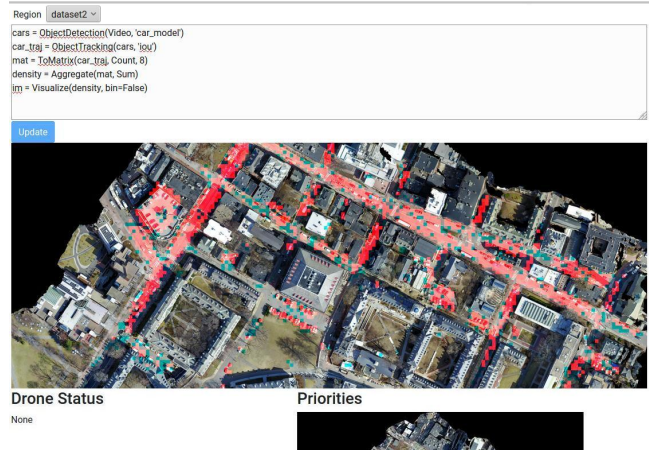 Region dataset2
cars = ObjectDetection(Video, 'car_model')
car_traj = ObjectTracking(cars, 'iou')
mat = ToMatrix(car_traj, Count, 8)
density = Aggregate(mat, Sum)
im = Visualize(density, bin=False)
Update
Drone Status
Priorities
None